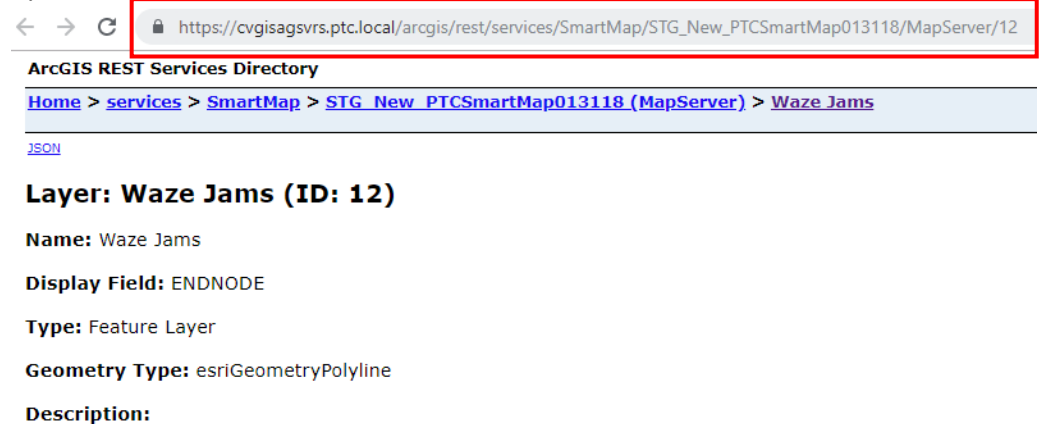 https://cvgisagsvrs.ptc.local/arcgis/rest/services/SmartMap/STG_New_PTCSmartMap013118/MapServer/12
ArcGIS REST Services Directory
Home > services > SmartMap > STG_New_PTCSmartMap013118 (MapServer) > Waze Jams
JSON
Layer: Waze Jams (ID: 12)
Name: Waze Jams
Display Field: ENDNODE
Type: Feature Layer
Geometry Type: esriGeometryPolyline
Description: